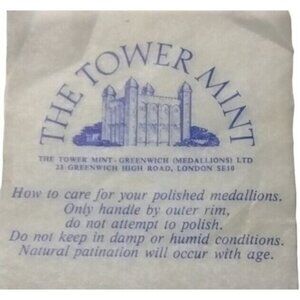 THE TOWER MINT
THE TOWER MINT - GREENWICH (MEDALLIONS) LTD
23 GREENWICH HIGH ROAD, LONDON SE10
How to care for your polished medallions.
Only handle by outer rim,
do not attempt to polish.
Do not keep in damp or humid conditions.
Natural patination will occur with age.